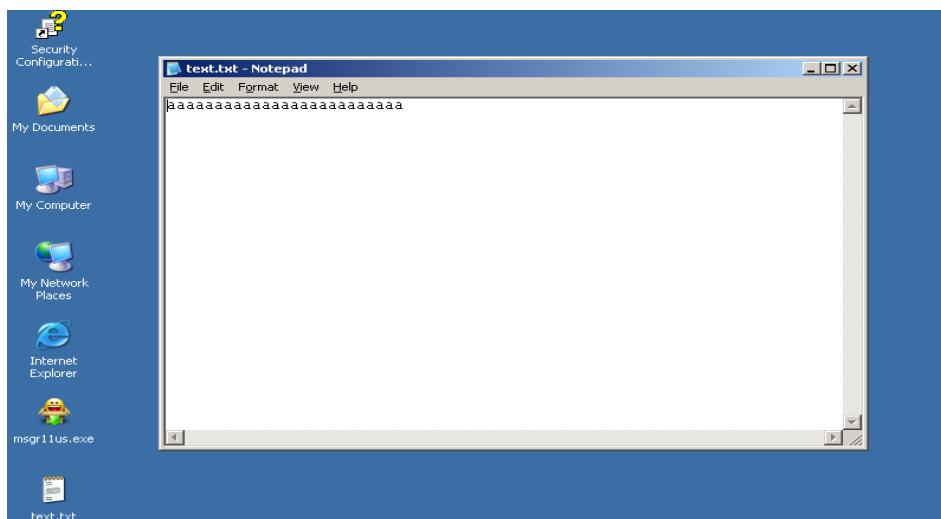 Security
Configurati...
My Documents
My Computer
My Network
Places
Internet
Explorer
msgr11us.exe
text.txt
text.txt - Notepad
File Edit Format View Help
aaaaaaaaaaaaaaaaaaaaaaaaaa